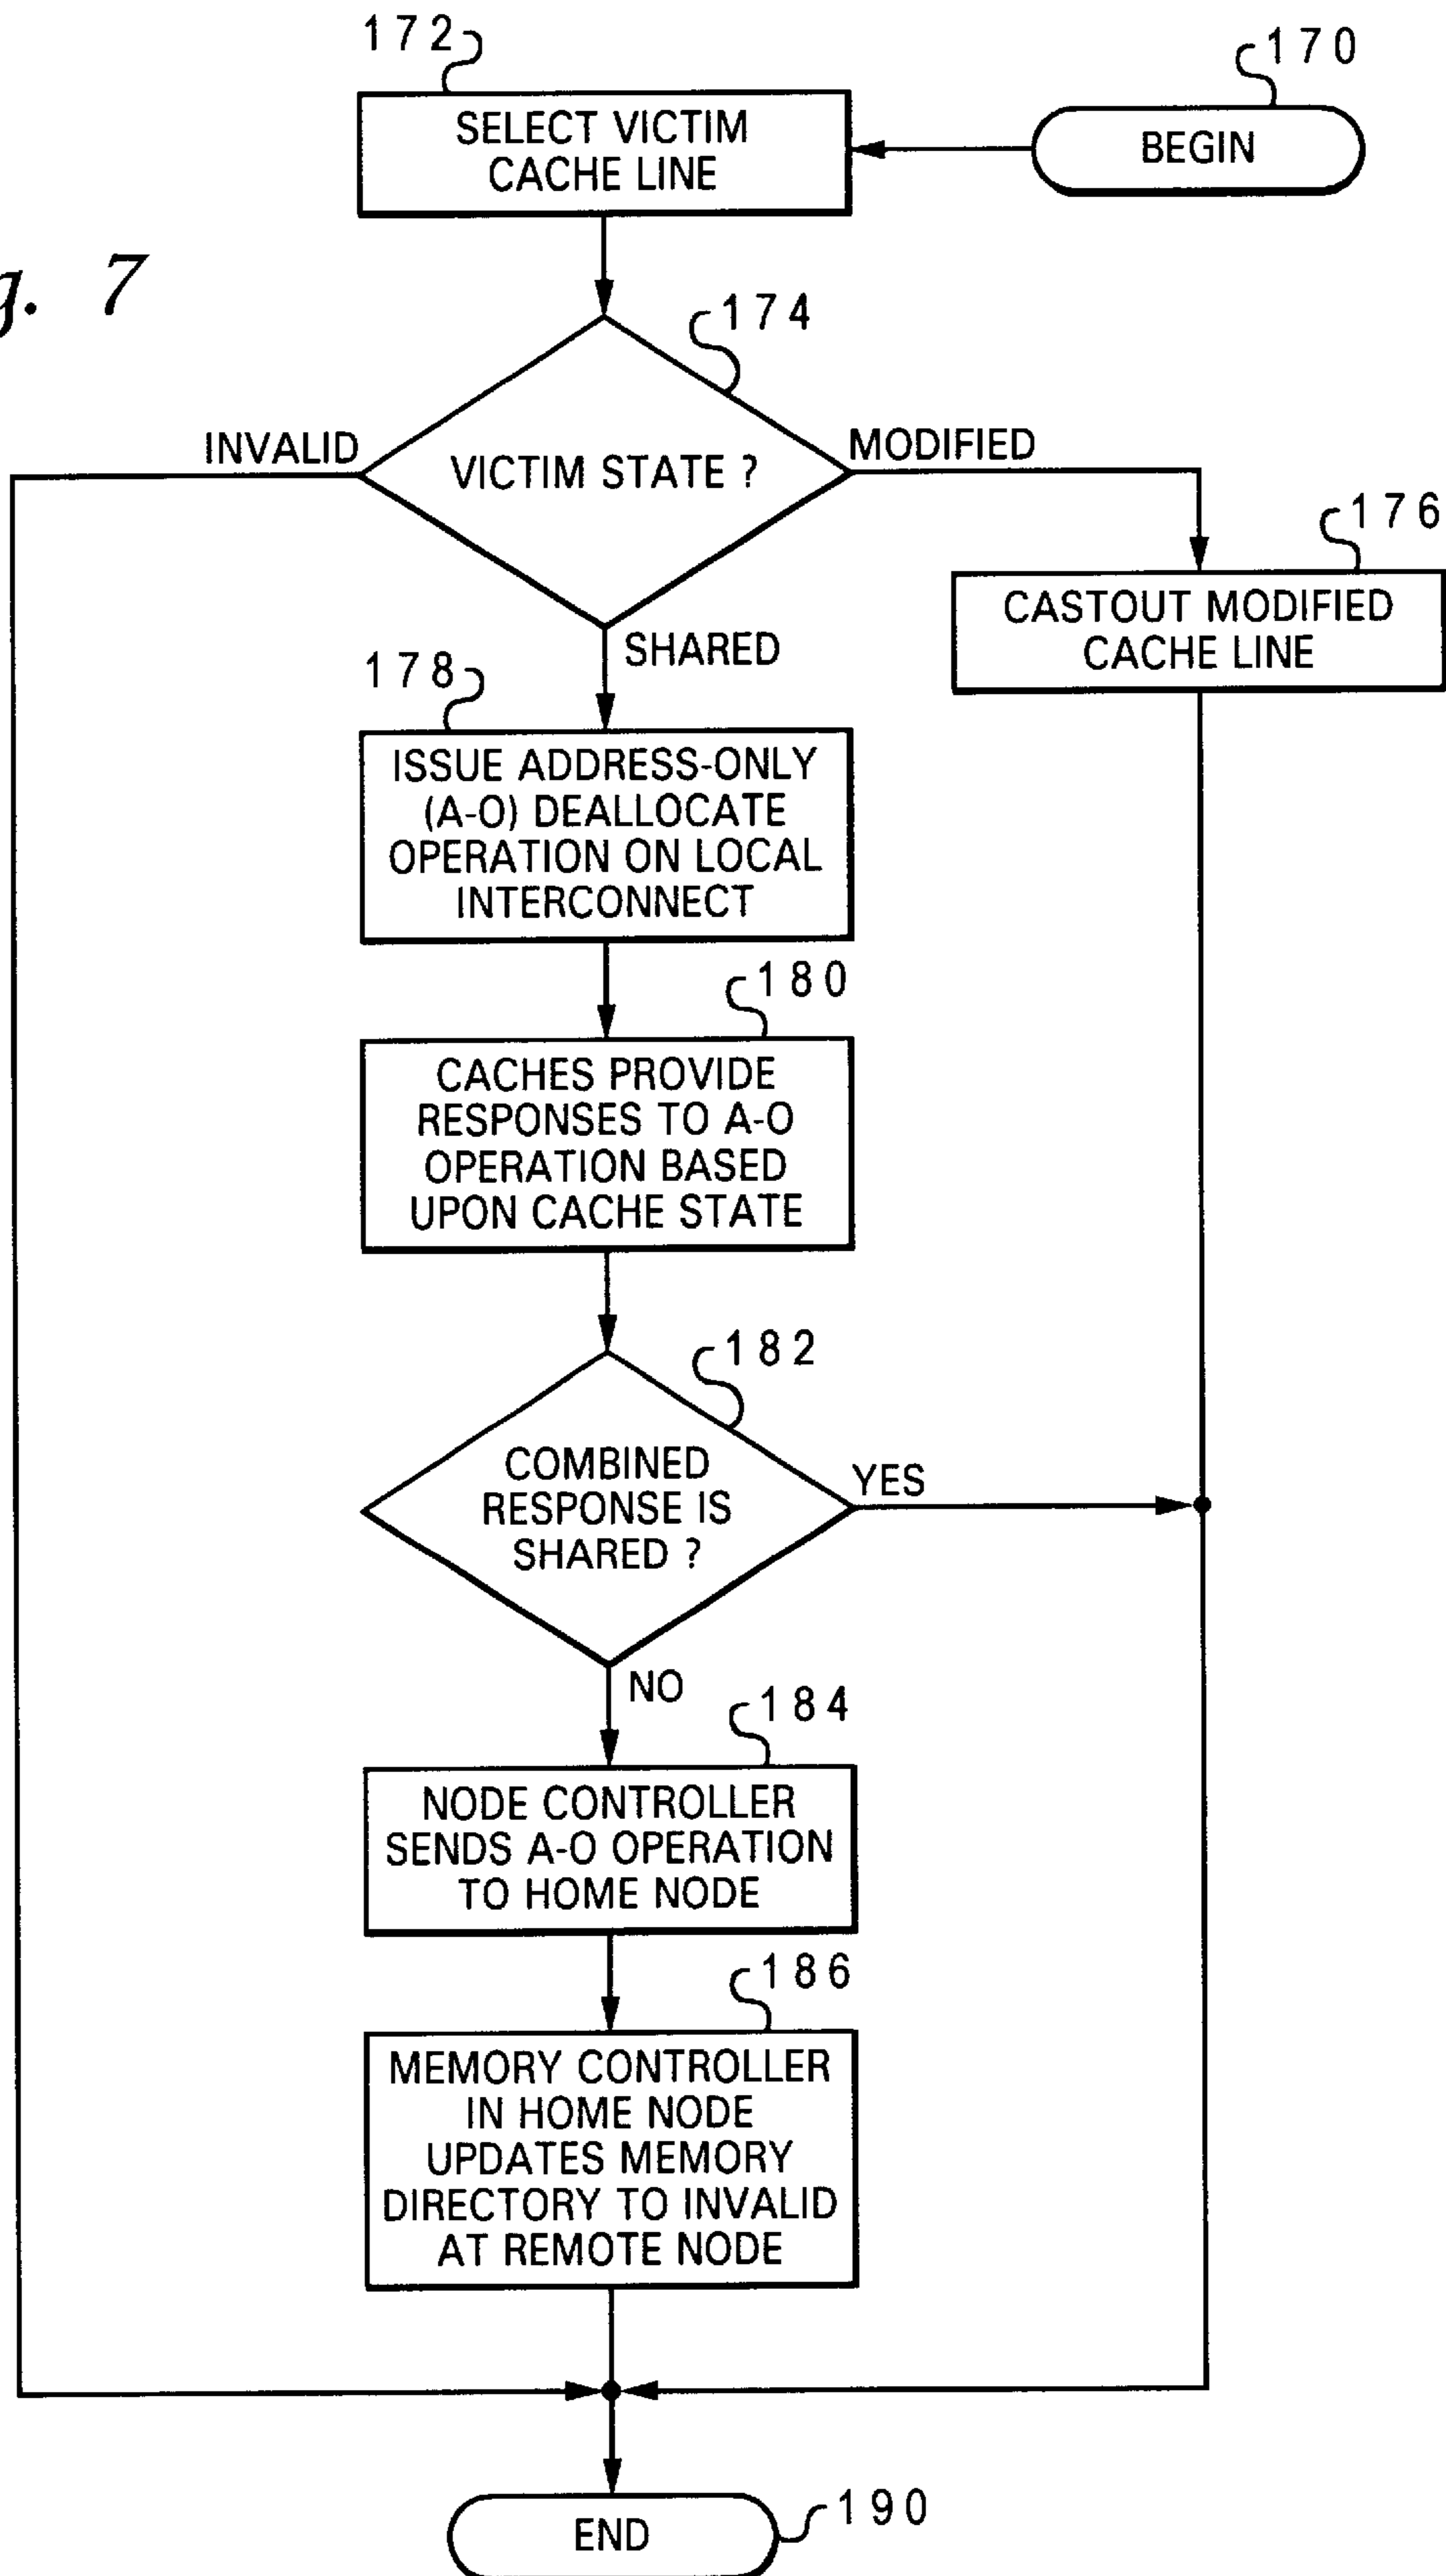 172
170
SELECT VICTIM
CACHE LINE
BEGIN
g. 7
174
INVALID
VICTIM STATE ?
MODIFIED
176
CASTOUT MODIFIED
CACHE LINE
SHARED
178
ISSUE ADDRESS-ONLY
(A-O) DEALLOCATE
OPERATION ON LOCAL
INTERCONNECT
180
CACHES PROVIDE
RESPONSES TO A-O
OPERATION BASED
UPON CACHE STATE
182
COMBINED
RESPONSE IS
SHARED ?
YES
NO
184
NODE CONTROLLER
SENDS A-O OPERATION
TO HOME NODE
186
MEMORY CONTROLLER
IN HOME NODE
UPDATES MEMORY
DIRECTORY TO INVALID
AT REMOTE NODE
END
190